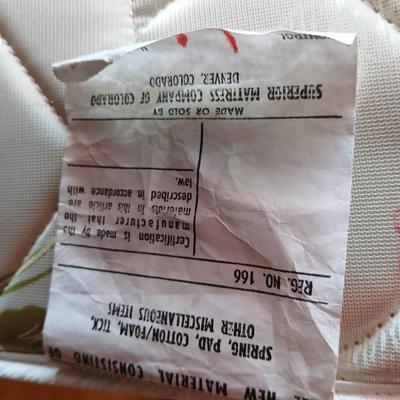 NEW MATERIAL CONSISTING OF
SPRING, PAD, COTTON/FOAM, TICK,
OTHER MISCELLANEOUS ITEMS
REG. NO. 166
Certification is made by this
manufacturer that the
materials in this article are
described in accordance with
law.
MADE OR SOLD BY
SUPERIOR MATTRESS COMPANY OF COLORADO
DENVER, COLORADO